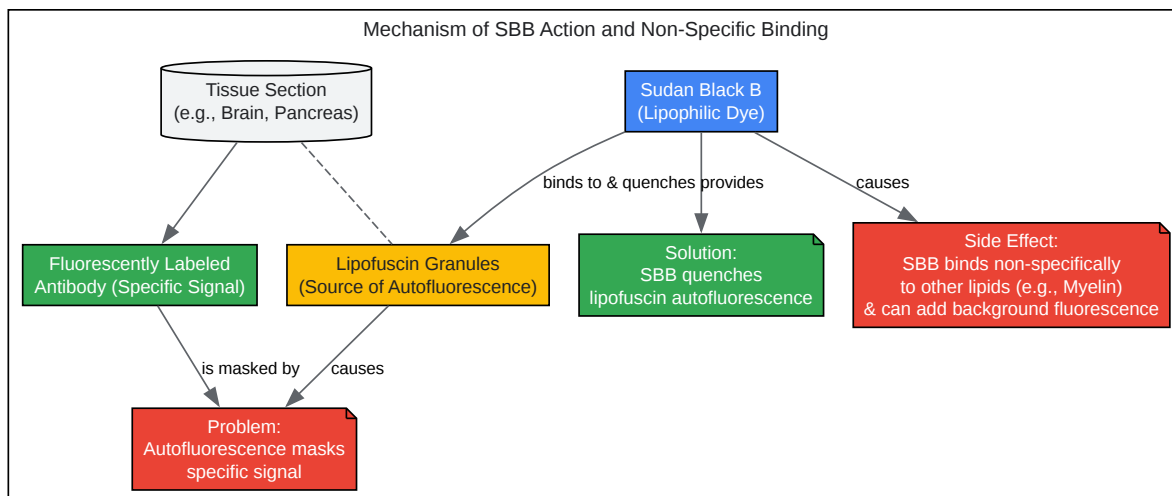 Mechanism of SBB Action and Non-Specific Binding
Tissue Section
(e.g., Brain, Pancreas)
Sudan Black B
(Lipophilic Dye)
binds to & quenches
provides
causes
Fluorescently Labeled
Antibody (Specific Signal)
Lipofuscin Granules
(Source of Autofluorescence)
Solution:
SBB quenches
lipofuscin autofluorescence
Side Effect:
SBB binds non-specifically
to other lipids (e.g., Myelin)
& can add background fluorescence
is masked by
causes
Problem:
Autofluorescence masks
specific signal